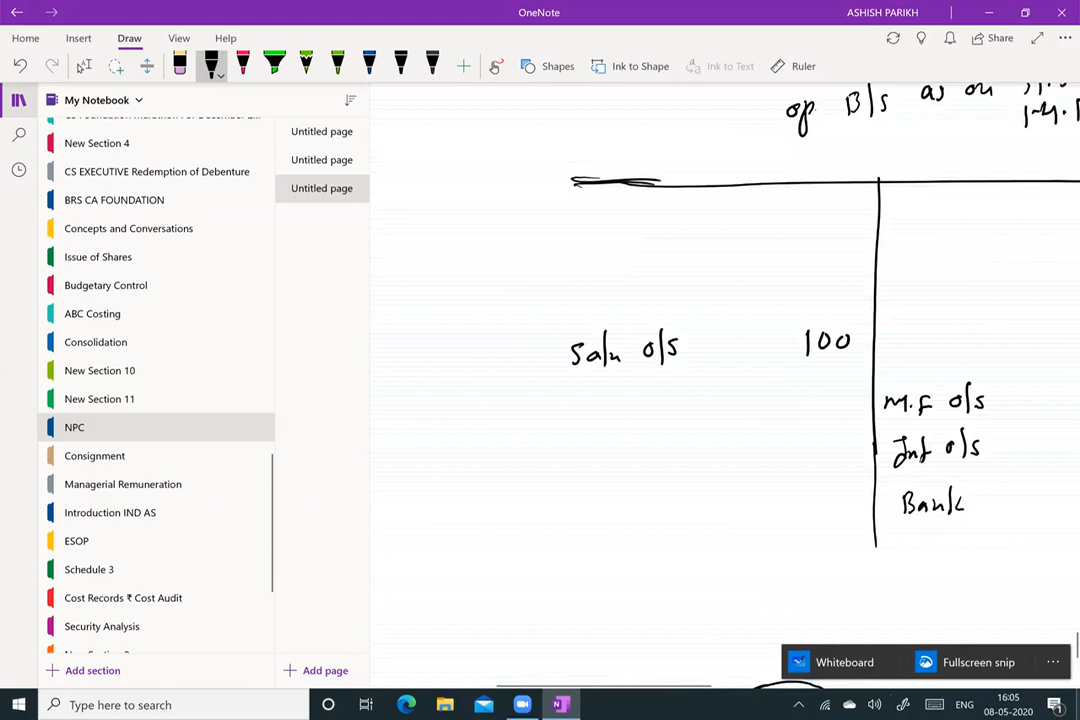 OneNote
ASHISH PARIKH
Home Insert Draw View Help
Share
Shapes
Ink to Shape
Ink to Text
Ruler
My Notebook
New Section 4
CS EXECUTIVE Redemption of Debenture
BRS CA FOUNDATION
Concepts and Conversations
Issue of Shares
Budgetary Control
ABC Costing
Consolidation
New Section 10
New Section 11
NPC
Consignment
Managerial Remuneration
Introduction IND AS
ESOP
Schedule 3
Cost Records ₹ Cost Audit
Security Analysis
Add section
Untitled page
Untitled page
Untitled page
Add page
op B/s as on
Saln o/s 100
M.F o/s
Int o/s
Bank
Whiteboard
Fullscreen snip
Type here to search
ENG
16:05
08-05-2020